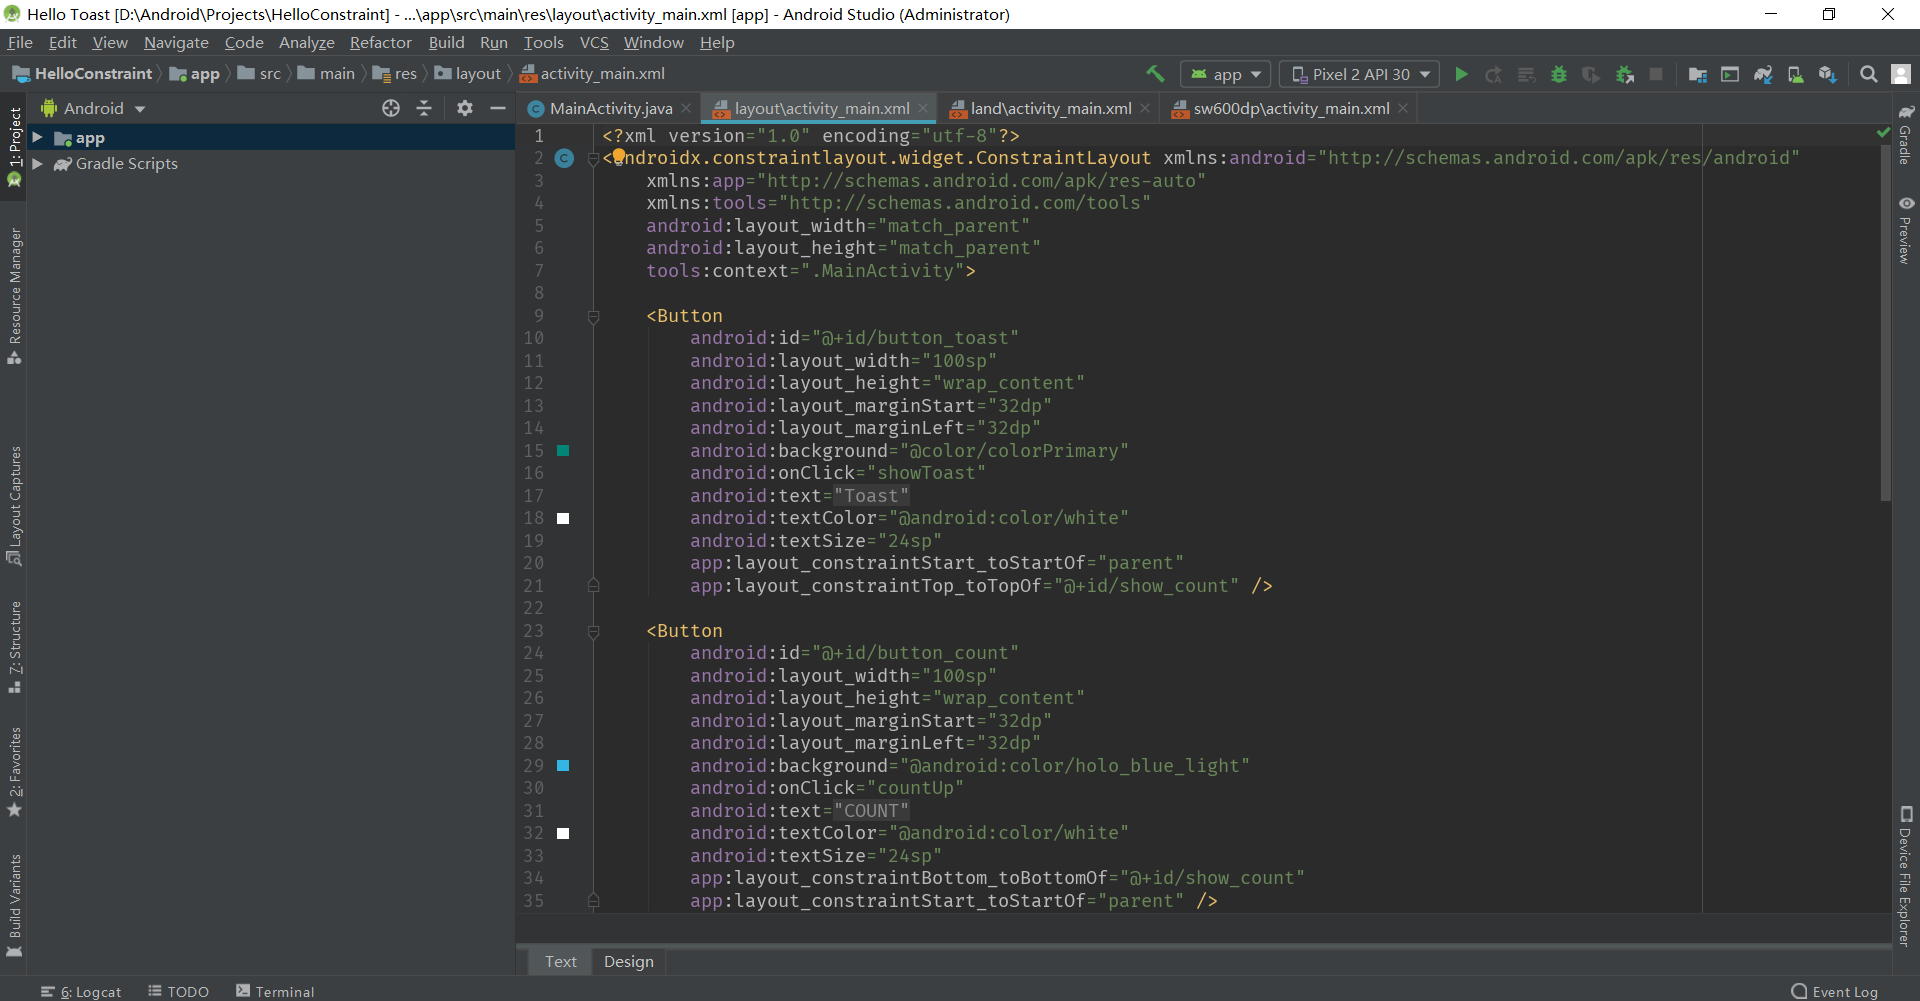 Hello Toast [D:\Android\Projects\HelloConstraint] - ...\app\src\main\res\layout\activity_main.xml [app] - Android Studio (Administrator)
File Edit View Navigate Code Analyze Refactor Build Run Tools VCS Window Help
HelloConstraint app src main res layout activity_main.xml app Pixel 2 API 30
Android
app
Gradle Scripts
1: Project
Resource Manager
Layout Captures
7: Structure
2: Favorites
Build Variants
MainActivity.java layout\activity_main.xml land\activity_main.xml sw600dp\activity_main.xml
1 <?xml version="1.0" encoding="utf-8"?>
2 <androidx.constraintlayout.widget.ConstraintLayout xmlns:android="http://schemas.android.com/apk/res/android"
3 xmlns:app="http://schemas.android.com/apk/res-auto"
4 xmlns:tools="http://schemas.android.com/tools"
5 android:layout_width="match_parent"
6 android:layout_height="match_parent"
7 tools:context=".MainActivity">
8
9 <Button
10 android:id="@+id/button_toast"
11 android:layout_width="100sp"
12 android:layout_height="wrap_content"
13 android:layout_marginStart="32dp"
14 android:layout_marginLeft="32dp"
15 android:background="@color/colorPrimary"
16 android:onClick="showToast"
17 android:text="Toast"
18 android:textColor="@android:color/white"
19 android:textSize="24sp"
20 app:layout_constraintStart_toStartOf="parent"
21 app:layout_constraintTop_toTopOf="@+id/show_count" />
22
23 <Button
24 android:id="@+id/button_count"
25 android:layout_width="100sp"
26 android:layout_height="wrap_content"
27 android:layout_marginStart="32dp"
28 android:layout_marginLeft="32dp"
29 android:background="@android:color/holo_blue_light"
30 android:onClick="countUp"
31 android:text="COUNT"
32 android:textColor="@android:color/white"
33 android:textSize="24sp"
34 app:layout_constraintBottom_toBottomOf="@+id/show_count"
35 app:layout_constraintStart_toStartOf="parent" />
Text Design
Gradle
Preview
Device File Explorer
6: Logcat TODO Terminal Event Log